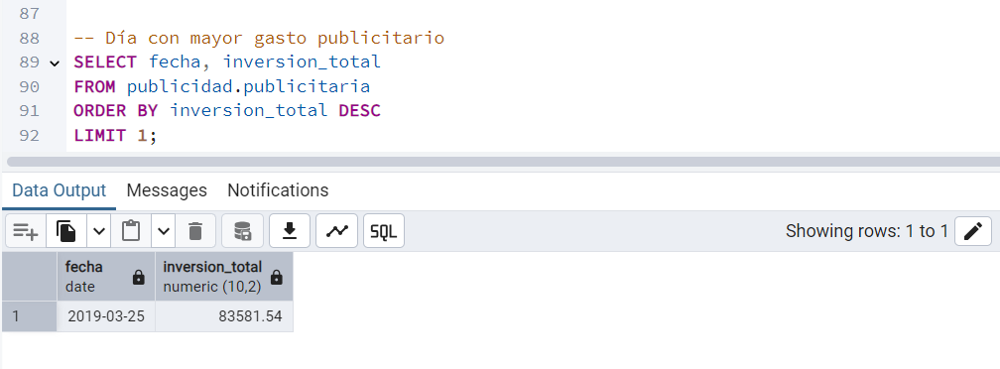 87
88 -- Día con mayor gasto publicitario
89 SELECT fecha, inversion_total
90 FROM publicidad.publicitaria
91 ORDER BY inversion_total DESC
92 LIMIT 1;
Data Output Messages Notifications
SQL Showing rows: 1 to 1
fecha inversion_total
date numeric (10,2)
1 2019-03-25 83581.54